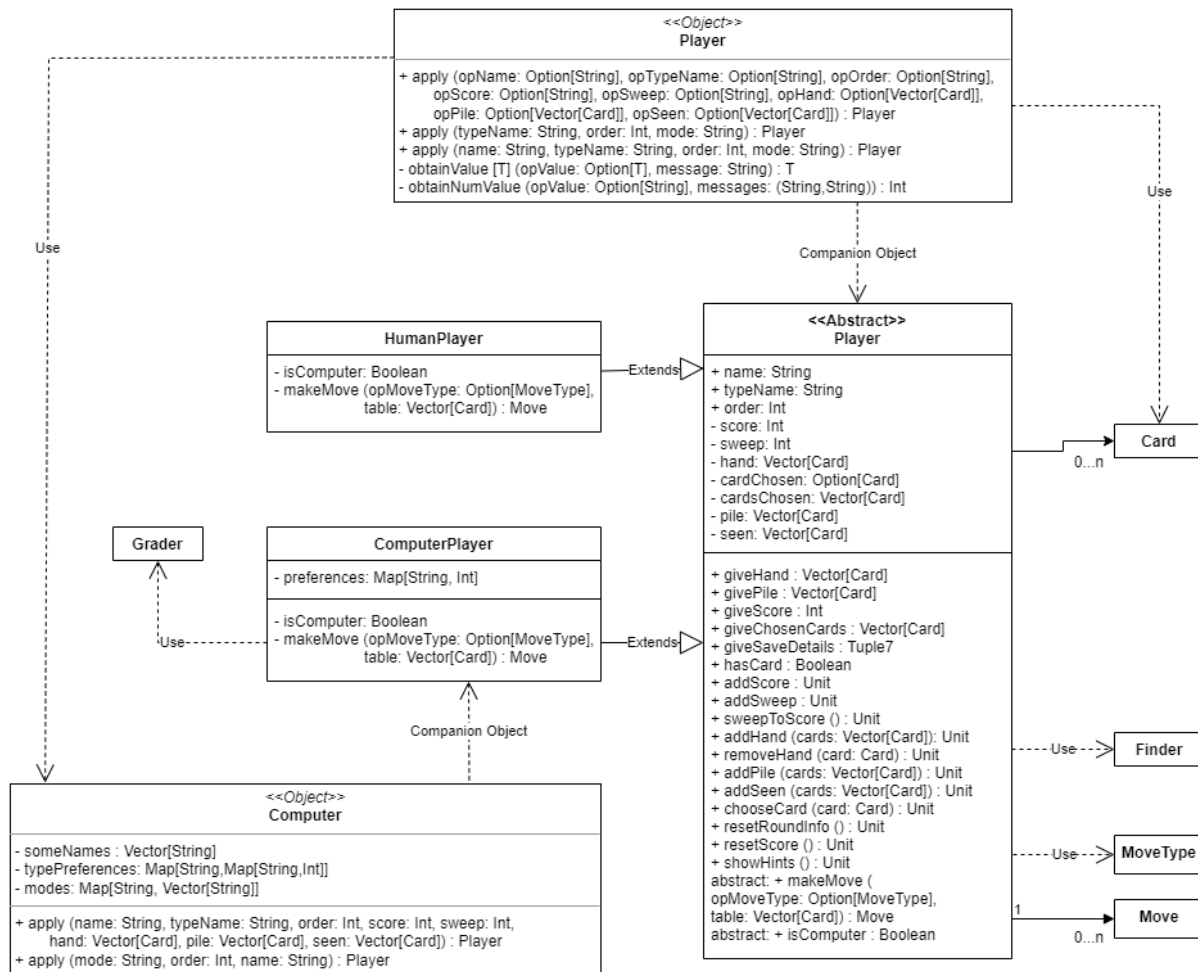 <<Object>>
Player
+ apply (opName: Option[String], opTypeName: Option[String], opOrder: Option[String],
opScore: Option[String], opSweep: Option[String], opHand: Option[Vector[Card]],
opPile: Option[Vector[Card]], opSeen: Option[Vector[Card]]) : Player
+ apply (typeName: String, order: Int, mode: String) : Player
+ apply (name: String, typeName: String, order: Int, mode: String) : Player
- obtainValue [T] (opValue: Option[T], message: String) : T
- obtainNumValue (opValue: Option[String], messages: (String,String)) : Int
Use
Use
Companion Object
HumanPlayer
- isComputer: Boolean
- makeMove (opMoveType: Option[MoveType],
table: Vector[Card]) : Move
Extends
<<Abstract>>
Player
+ name: String
+ typeName: String
+ order: Int
- score: Int
- sweep: Int
- hand: Vector[Card]
- cardChosen: Option[Card]
- cardsChosen: Vector[Card]
- pile: Vector[Card]
- seen: Vector[Card]
+ giveHand : Vector[Card]
+ givePile : Vector[Card]
+ giveScore : Int
+ giveChosenCards : Vector[Card]
+ giveSaveDetails : Tuple7
+ hasCard : Boolean
+ addScore : Unit
+ addSweep : Unit
+ sweepToScore () : Unit
+ addHand (cards: Vector[Card]): Unit
+ removeHand (card: Card) : Unit
+ addPile (cards: Vector[Card]) : Unit
+ addSeen (cards: Vector[Card]) : Unit
+ chooseCard (card: Card) : Unit
+ resetRoundInfo () : Unit
+ resetScore () : Unit
+ showHints () : Unit
abstract: + makeMove (
opMoveType: Option[MoveType],
table: Vector[Card]) : Move
abstract: + isComputer : Boolean
Card
0...n
Grader
Use
ComputerPlayer
- preferences: Map[String, Int]
- isComputer: Boolean
- makeMove (opMoveType: Option[MoveType],
table: Vector[Card]) : Move
Extends
Companion Object
Use
Finder
Use
MoveType
1
Move
0...n
<<Object>>
Computer
- someNames : Vector[String]
- typePreferences: Map[String,Map[String,Int]]
- modes: Map[String, Vector[String]]
+ apply (name: String, typeName: String, order: Int, score: Int, sweep: Int,
hand: Vector[Card], pile: Vector[Card], seen: Vector[Card]) : Player
+ apply (mode: String, order: Int, name: String) : Player